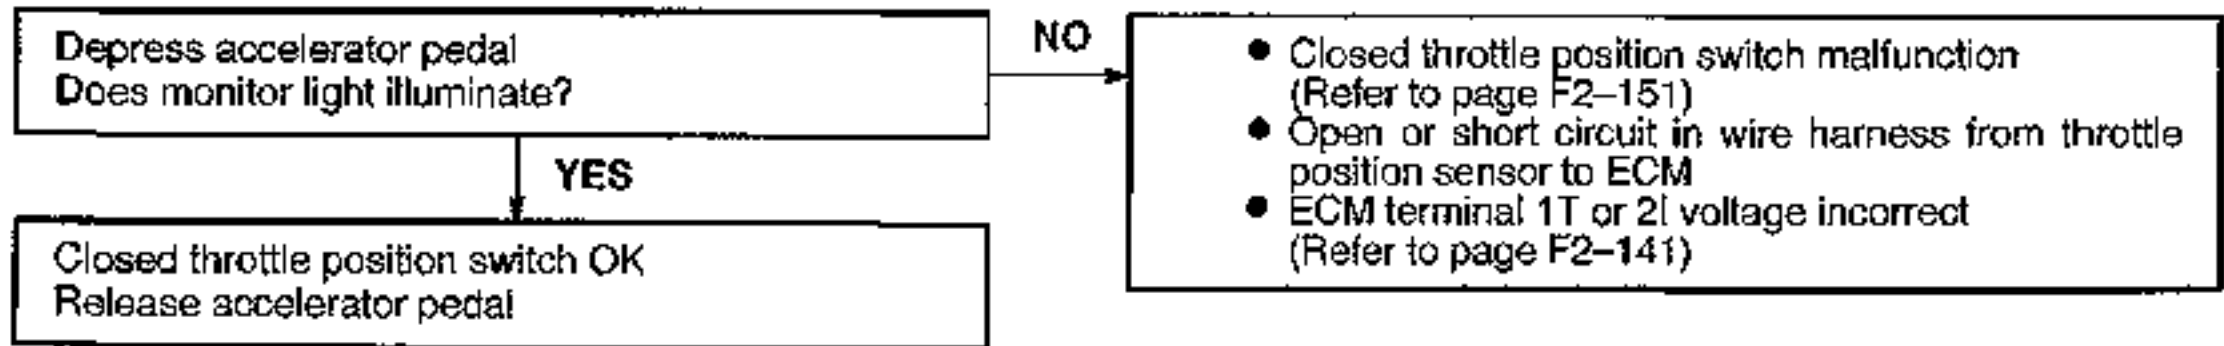 Depress accelerator pedal
Does monitor light illuminate?
NO
● Closed throttle position switch malfunction
(Refer to page F2–151)
● Open or short circuit in wire harness from throttle
position sensor to ECM
● ECM terminal 1T or 2I voltage incorrect
(Refer to page F2–141)
YES
Closed throttle position switch OK
Release accelerator pedal